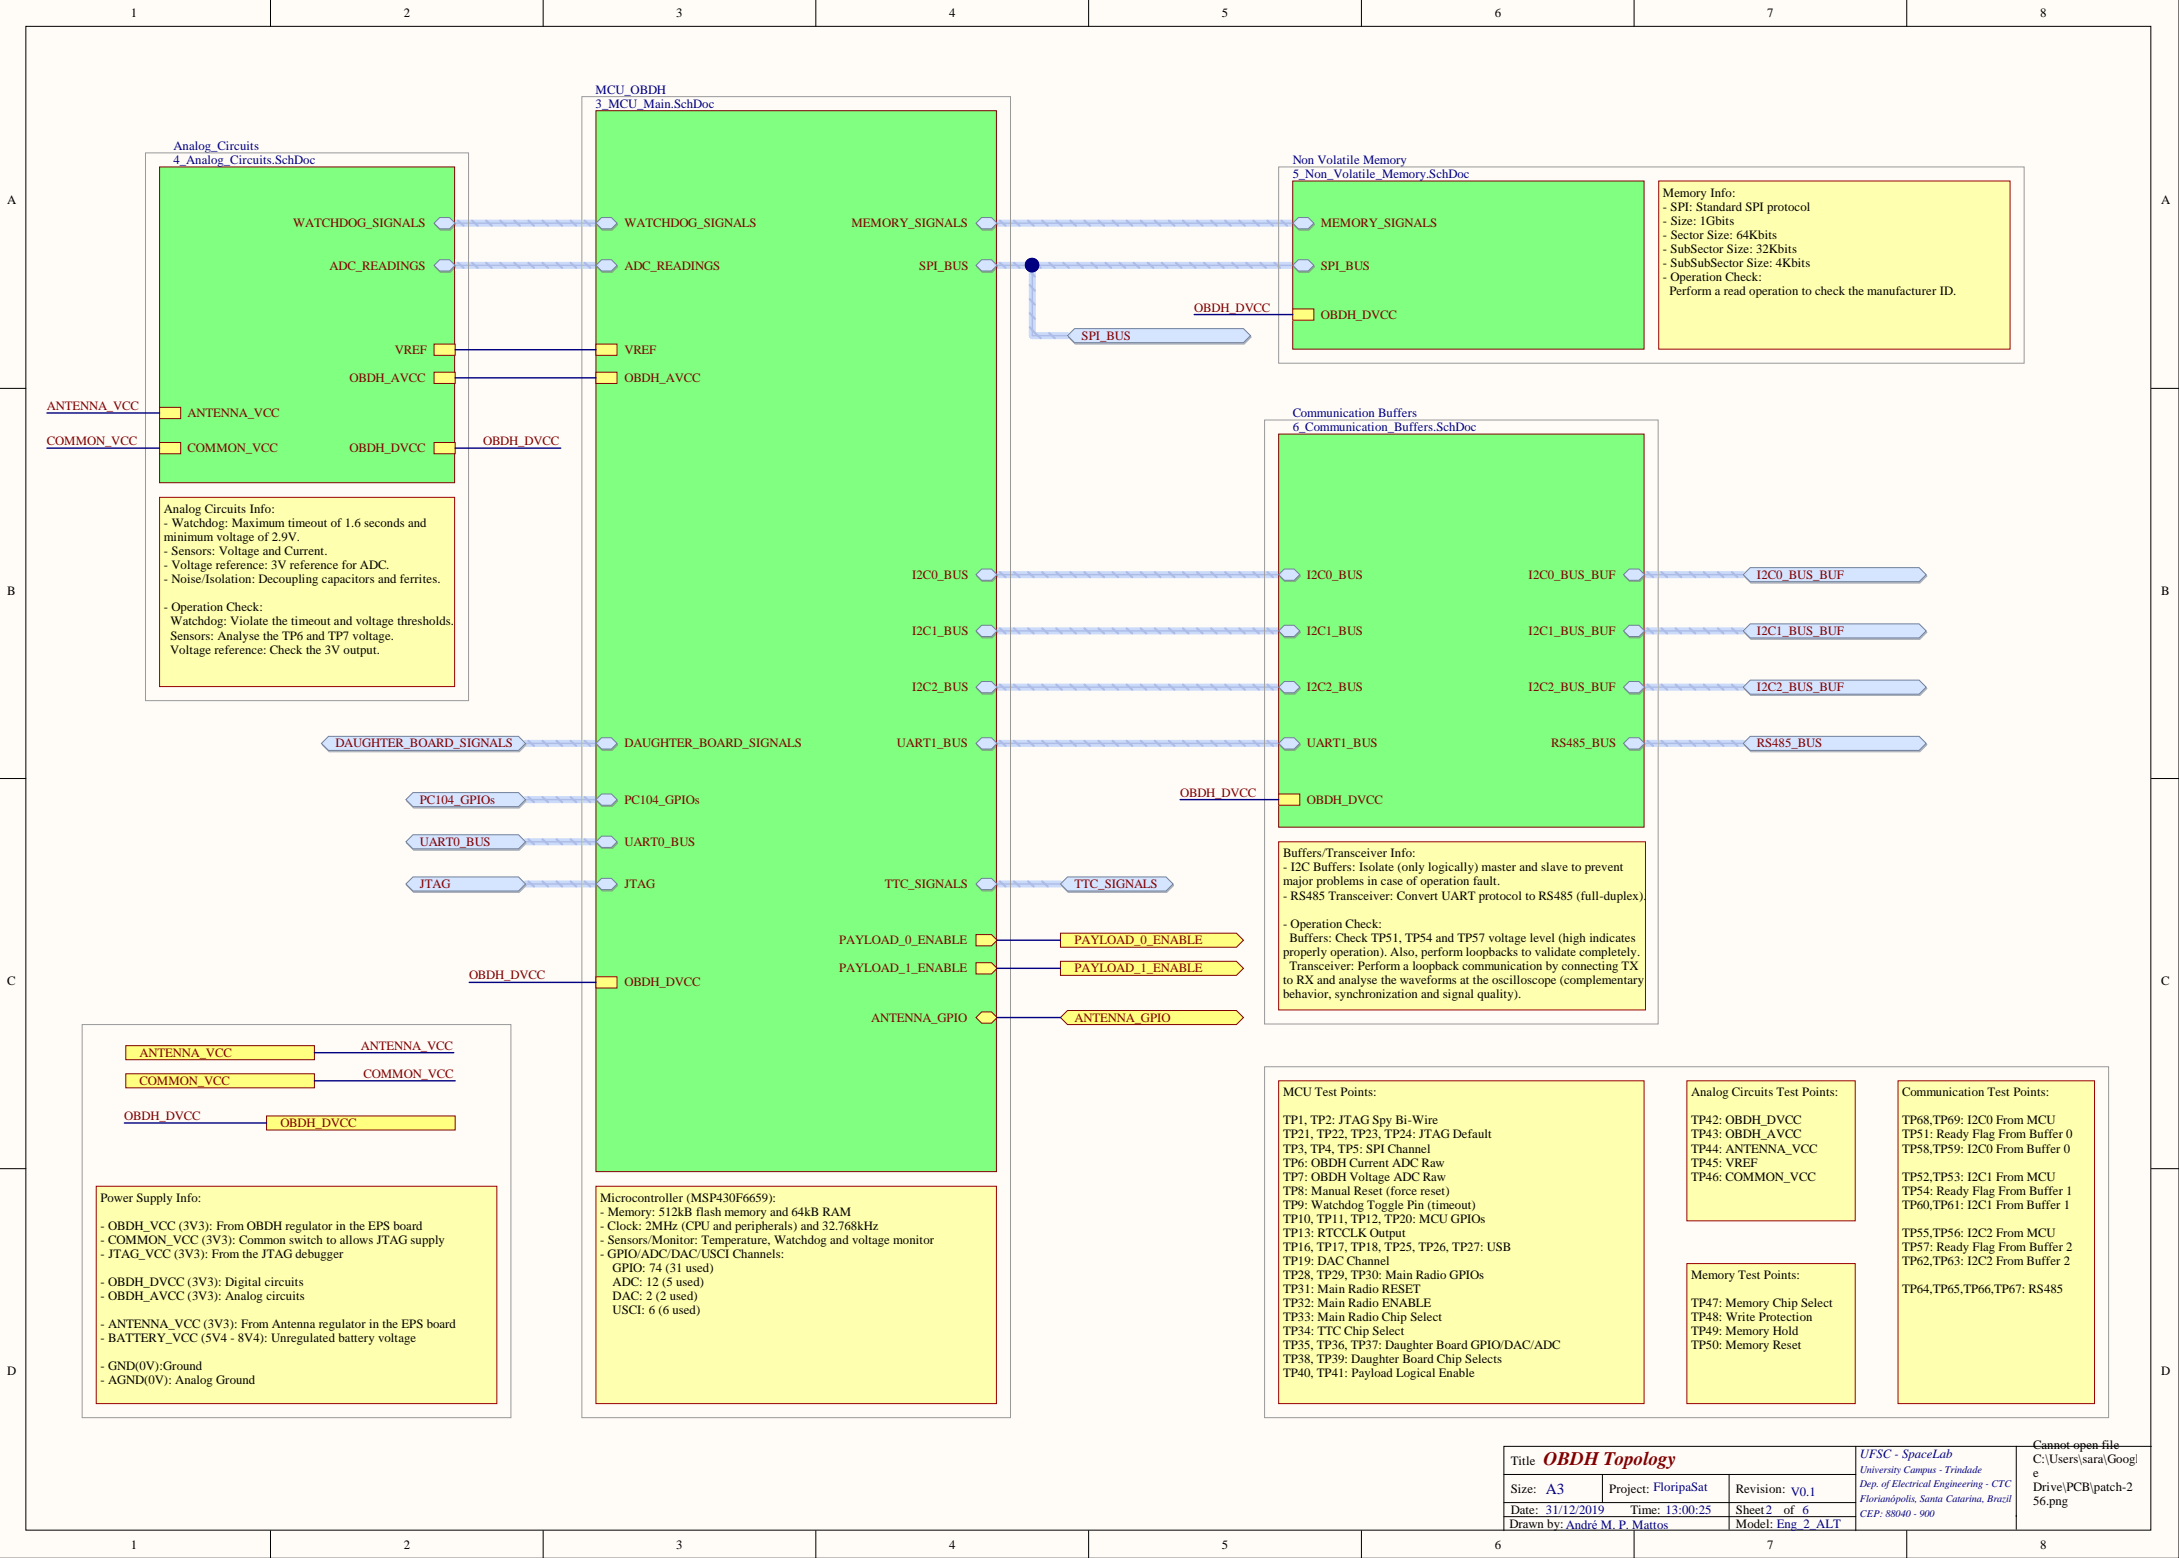 1 2 3 4 5 6 7 8
A
B
C
D
A
B
C
D
Analog_Circuits
4_Analog_Circuits.SchDoc
WATCHDOG_SIGNALS
ADC_READINGS
VREF
OBDH_AVCC
ANTENNA_VCC
ANTENNA_VCC
COMMON_VCC
COMMON_VCC
OBDH_DVCC
OBDH_DVCC
Analog Circuits Info:
- Watchdog: Maximum timeout of 1.6 seconds and
minimum voltage of 2.9V.
- Sensors: Voltage and Current.
- Voltage reference: 3V reference for ADC.
- Noise/Isolation: Decoupling capacitors and ferrites.
- Operation Check:
Watchdog: Violate the timeout and voltage thresholds.
Sensors: Analyse the TP6 and TP7 voltage.
Voltage reference: Check the 3V output.
MCU_OBDH
3_MCU_Main.SchDoc
WATCHDOG_SIGNALS
ADC_READINGS
VREF
OBDH_AVCC
MEMORY_SIGNALS
SPI_BUS
SPI_BUS
I2C0_BUS
I2C1_BUS
I2C2_BUS
UART1_BUS
DAUGHTER_BOARD_SIGNALS
DAUGHTER_BOARD_SIGNALS
PC104_GPIOs
PC104_GPIOs
UART0_BUS
UART0_BUS
JTAG
JTAG
TTC_SIGNALS
TTC_SIGNALS
PAYLOAD_0_ENABLE
PAYLOAD_0_ENABLE
PAYLOAD_1_ENABLE
PAYLOAD_1_ENABLE
OBDH_DVCC
OBDH_DVCC
ANTENNA_GPIO
ANTENNA_GPIO
Non Volatile Memory
5_Non_Volatile_Memory.SchDoc
MEMORY_SIGNALS
SPI_BUS
OBDH_DVCC
OBDH_DVCC
Memory Info:
- SPI: Standard SPI protocol
- Size: 1Gbits
- Sector Size: 64Kbits
- SubSector Size: 32Kbits
- SubSubSector Size: 4Kbits
- Operation Check:
Perform a read operation to check the manufacturer ID.
Communication Buffers
6_Communication_Buffers.SchDoc
I2C0_BUS
I2C0_BUS_BUF
I2C0_BUS_BUF
I2C1_BUS
I2C1_BUS_BUF
I2C1_BUS_BUF
I2C2_BUS
I2C2_BUS_BUF
I2C2_BUS_BUF
UART1_BUS
RS485_BUS
RS485_BUS
OBDH_DVCC
OBDH_DVCC
Buffers/Transceiver Info:
- I2C Buffers: Isolate (only logically) master and slave to prevent
major problems in case of operation fault.
- RS485 Transceiver: Convert UART protocol to RS485 (full-duplex).
- Operation Check:
Buffers: Check TP51, TP54 and TP57 voltage level (high indicates
properly operation). Also, perform loopbacks to validate completely.
Transceiver: Perform a loopback communication by connecting TX
to RX and analyse the waveforms at the oscilloscope (complementary
behavior, synchronization and signal quality).
ANTENNA_VCC
ANTENNA_VCC
COMMON_VCC
COMMON_VCC
OBDH_DVCC
OBDH_DVCC
Power Supply Info:
- OBDH_VCC (3V3): From OBDH regulator in the EPS board
- COMMON_VCC (3V3): Common switch to allows JTAG supply
- JTAG_VCC (3V3): From the JTAG debugger
- OBDH_DVCC (3V3): Digital circuits
- OBDH_AVCC (3V3): Analog circuits
- ANTENNA_VCC (3V3): From Antenna regulator in the EPS board
- BATTERY_VCC (5V4 - 8V4): Unregulated battery voltage
- GND(0V):Ground
- AGND(0V): Analog Ground
Microcontroller (MSP430F6659):
- Memory: 512kB flash memory and 64kB RAM
- Clock: 2MHz (CPU and peripherals) and 32.768kHz
- Sensors/Monitor: Temperature, Watchdog and voltage monitor
- GPIO/ADC/DAC/USCI Channels:
GPIO: 74 (31 used)
ADC: 12 (5 used)
DAC: 2 (2 used)
USCI: 6 (6 used)
MCU Test Points:
TP1, TP2: JTAG Spy Bi-Wire
TP21, TP22, TP23, TP24: JTAG Default
TP3, TP4, TP5: SPI Channel
TP6: OBDH Current ADC Raw
TP7: OBDH Voltage ADC Raw
TP8: Manual Reset (force reset)
TP9: Watchdog Toggle Pin (timeout)
TP10, TP11, TP12, TP20: MCU GPIOs
TP13: RTCCLK Output
TP16, TP17, TP18, TP25, TP26, TP27: USB
TP19: DAC Channel
TP28, TP29, TP30: Main Radio GPIOs
TP31: Main Radio RESET
TP32: Main Radio ENABLE
TP33: Main Radio Chip Select
TP34: TTC Chip Select
TP35, TP36, TP37: Daughter Board GPIO/DAC/ADC
TP38, TP39: Daughter Board Chip Selects
TP40, TP41: Payload Logical Enable
Analog Circuits Test Points:
TP42: OBDH_DVCC
TP43: OBDH_AVCC
TP44: ANTENNA_VCC
TP45: VREF
TP46: COMMON_VCC
Memory Test Points:
TP47: Memory Chip Select
TP48: Write Protection
TP49: Memory Hold
TP50: Memory Reset
Communication Test Points:
TP68,TP69: I2C0 From MCU
TP51: Ready Flag From Buffer 0
TP58,TP59: I2C0 From Buffer 0
TP52,TP53: I2C1 From MCU
TP54: Ready Flag From Buffer 1
TP60,TP61: I2C1 From Buffer 1
TP55,TP56: I2C2 From MCU
TP57: Ready Flag From Buffer 2
TP62,TP63: I2C2 From Buffer 2
TP64,TP65,TP66,TP67: RS485
Title OBDH Topology
Size: A3 Project: FloripaSat Revision: V0.1
Date: 31/12/2019 Time: 13:00:25 Sheet 2 of 6
Drawn by: André M. P. Mattos Model: Eng_2_ALT
UFSC - SpaceLab
University Campus - Trindade
Dep. of Electrical Engineering - CTC
Florianópolis, Santa Catarina, Brazil
CEP: 88040 - 900
Cannot open file
C:\Users\sara\Googl
e
Drive\PCB\patch-2
56.png
1 2 3 4 5 6 7 8